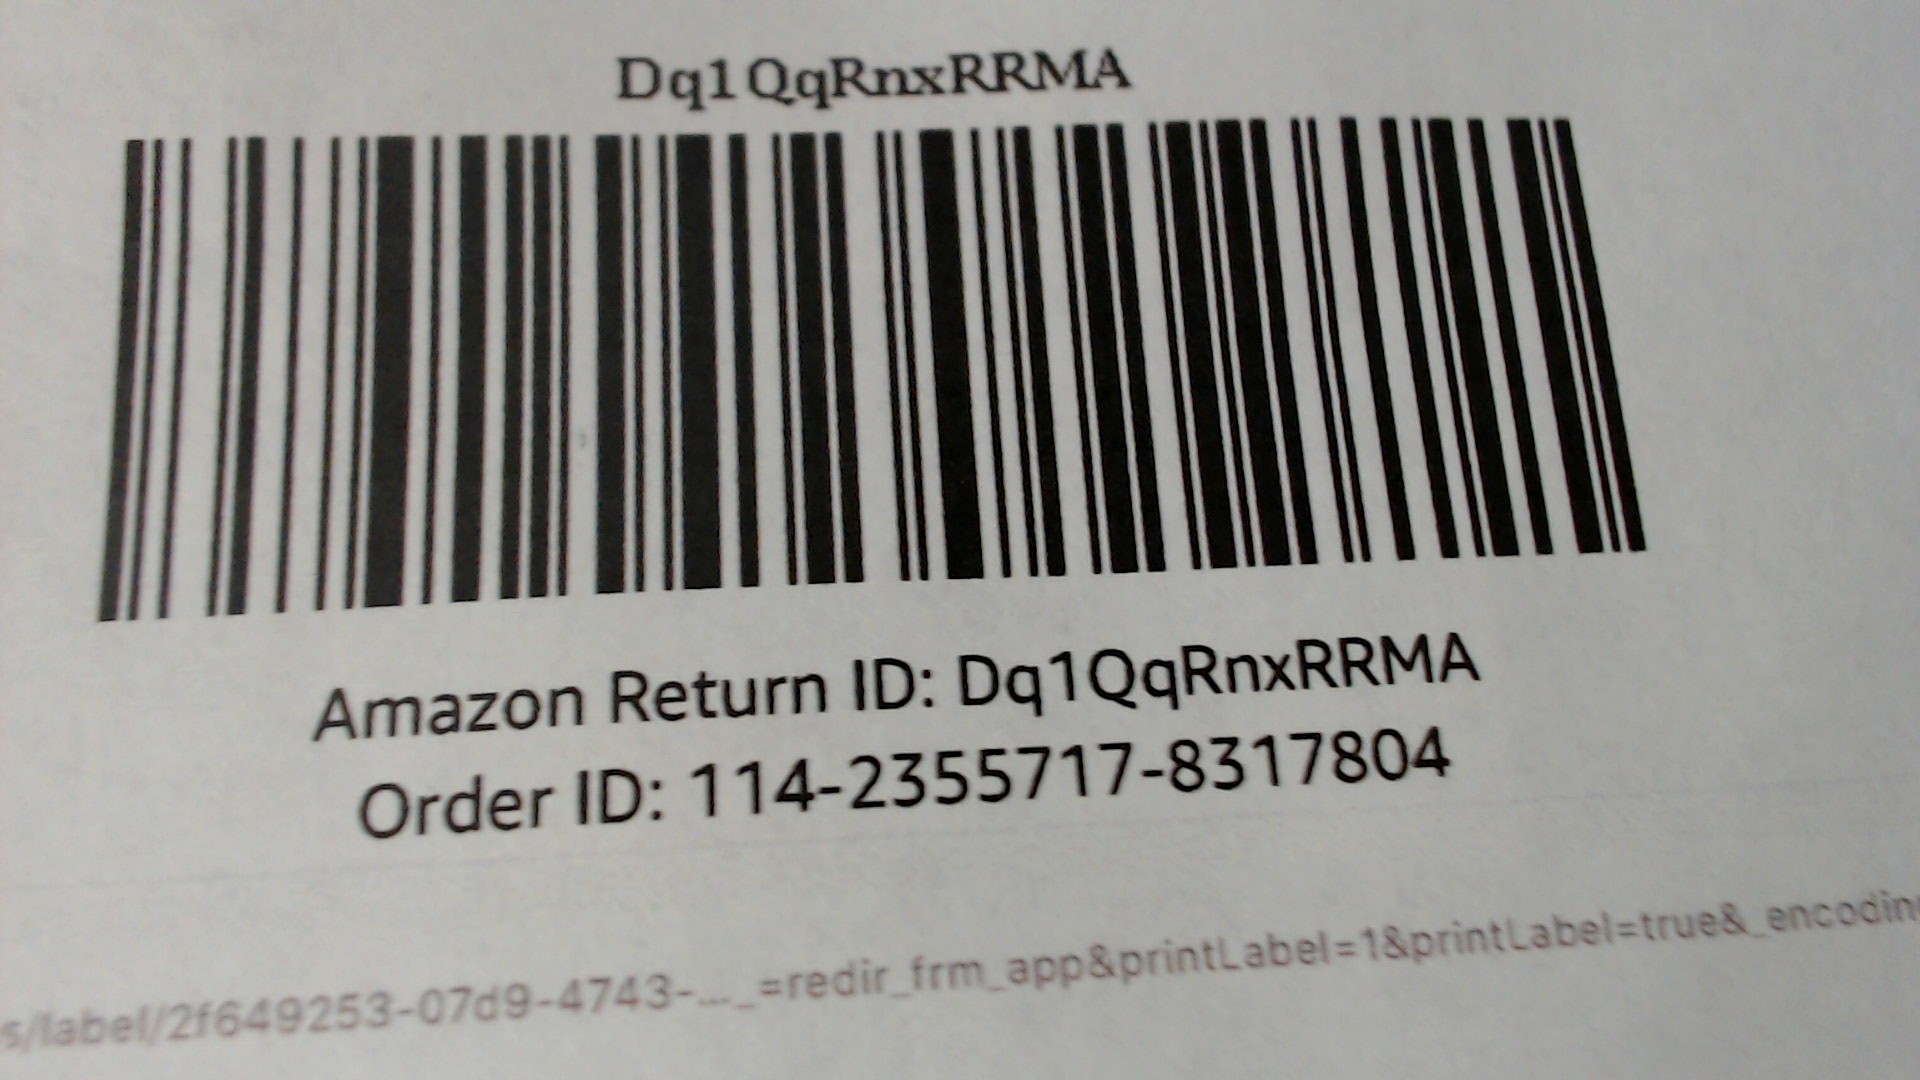 Dq1QqRnxRRMA
Amazon Return ID: Dq1QqRnxRRMA
Order ID: 114-2355717-8317804
s/label/2f649253-07d9-4743-..._=redir_frm_app&printLabel=1&printLabel=true&_encoding